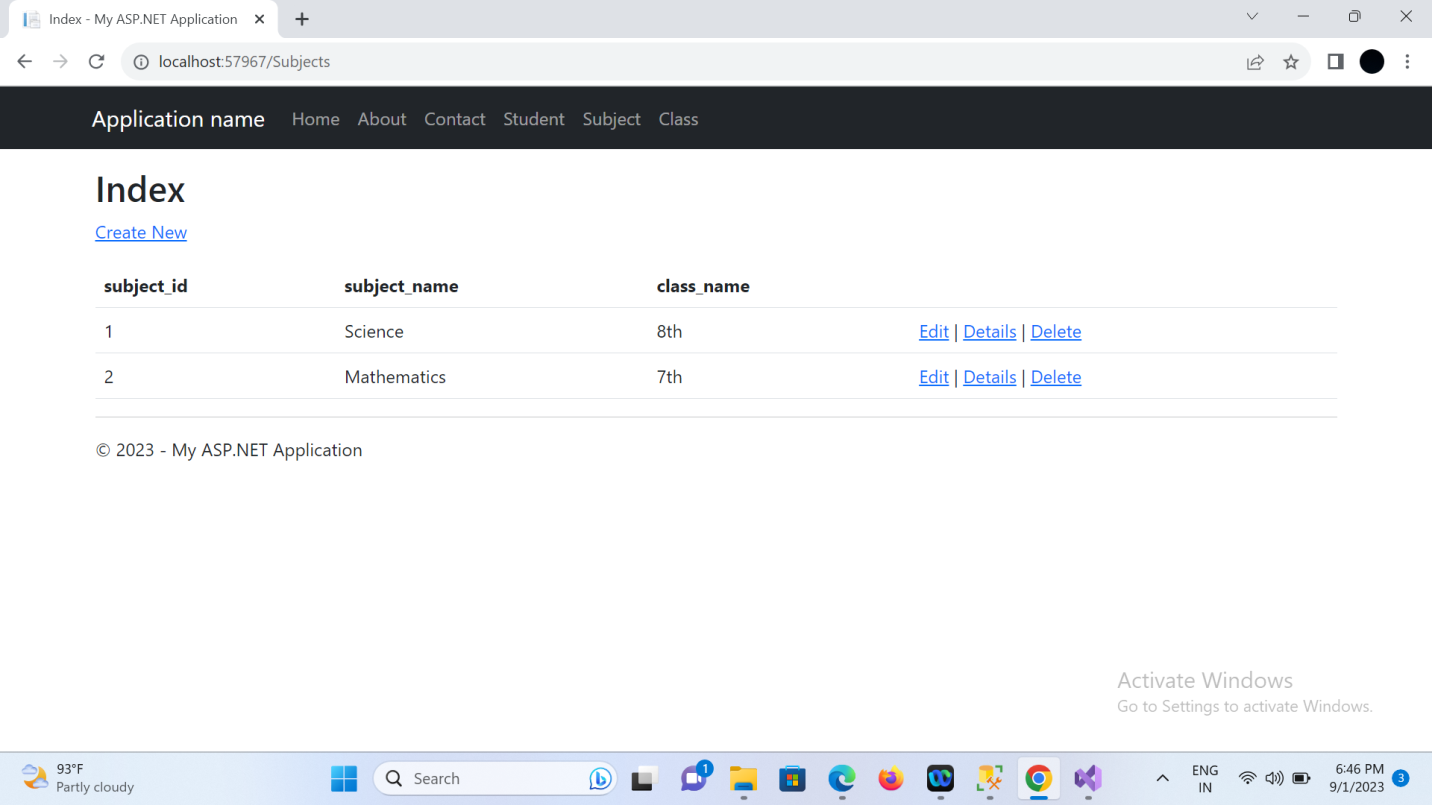 Index - My ASP.NET Application
localhost:57967/Subjects
Application name Home About Contact Student Subject Class
Index
Create New
subject_id subject_name class_name
1 Science 8th Edit | Details | Delete
2 Mathematics 7th Edit | Details | Delete
© 2023 - My ASP.NET Application
Activate Windows
Go to Settings to activate Windows.
93°F
Partly cloudy
Search
1
ENG
IN
6:46 PM
9/1/2023
3